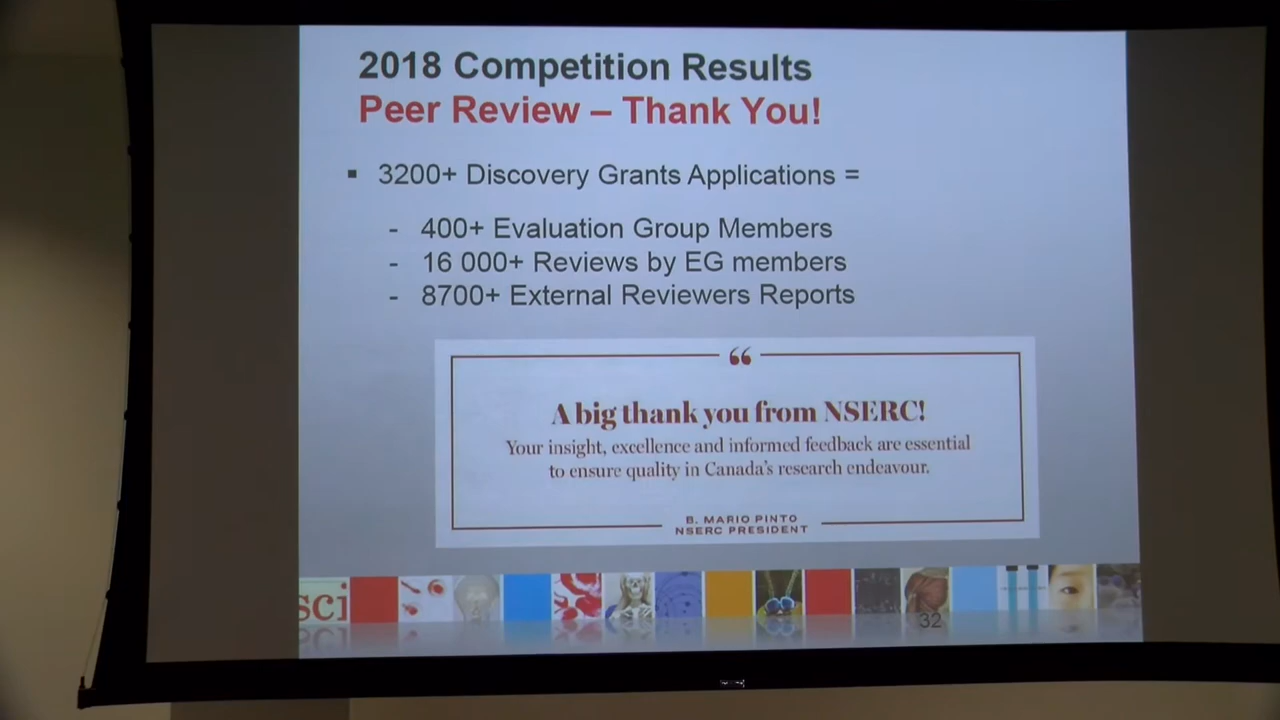 2018 Competition Results
Peer Review – Thank You!
▪ 3200+ Discovery Grants Applications =
- 400+ Evaluation Group Members
- 16 000+ Reviews by EG members
- 8700+ External Reviewers Reports
“
A big thank you from NSERC!
Your insight, excellence and informed feedback are essential
to ensure quality in Canada's research endeavour.
B. MARIO PINTO
NSERC PRESIDENT
sci
32